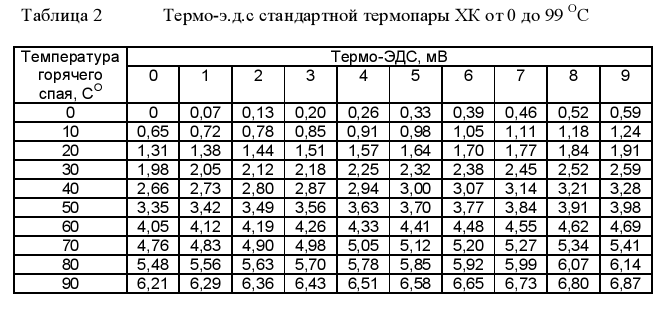 Таблица 2 Термо-э.д.с стандартной термопары ХК от 0 до 99 °С
Температура горячего спая, С° Термо-ЭДС, мВ
0 1 2 3 4 5 6 7 8 9
0 0 0,07 0,13 0,20 0,26 0,33 0,39 0,46 0,52 0,59
10 0,65 0,72 0,78 0,85 0,91 0,98 1,05 1,11 1,18 1,24
20 1,31 1,38 1,44 1,51 1,57 1,64 1,70 1,77 1,84 1,91
30 1,98 2,05 2,12 2,18 2,25 2,32 2,38 2,45 2,52 2,59
40 2,66 2,73 2,80 2,87 2,94 3,00 3,07 3,14 3,21 3,28
50 3,35 3,42 3,49 3,56 3,63 3,70 3,77 3,84 3,91 3,98
60 4,05 4,12 4,19 4,26 4,33 4,41 4,48 4,55 4,62 4,69
70 4,76 4,83 4,90 4,98 5,05 5,12 5,20 5,27 5,34 5,41
80 5,48 5,56 5,63 5,70 5,78 5,85 5,92 5,99 6,07 6,14
90 6,21 6,29 6,36 6,43 6,51 6,58 6,65 6,73 6,80 6,87